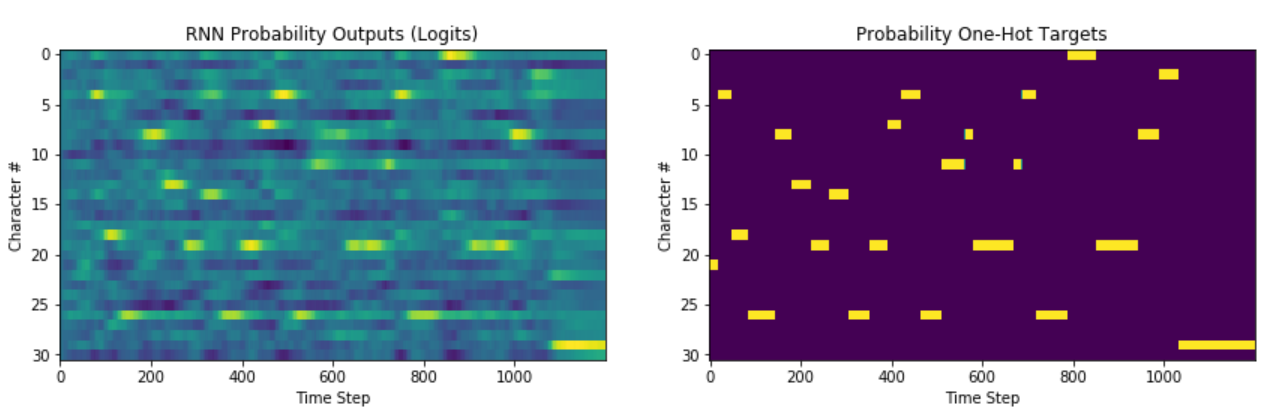 RNN Probability Outputs (Logits)
Character #
0
5
10
15
20
25
30
0 200 400 600 800 1000
Time Step
Probability One-Hot Targets
Character #
0
5
10
15
20
25
30
0 200 400 600 800 1000
Time Step